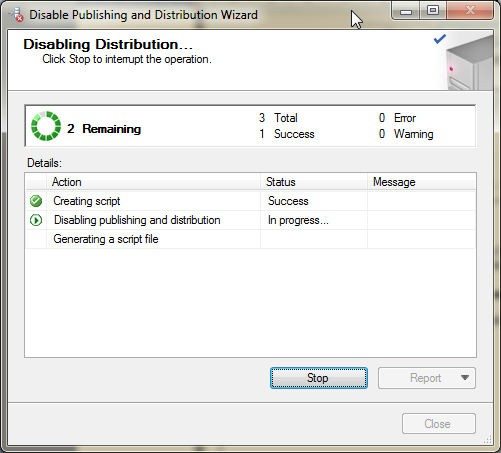 Disable Publishing and Distribution Wizard
Disabling Distribution...
Click Stop to interrupt the operation.
2 Remaining
3 Total
0 Error
1 Success
0 Warning
Details:
Action Status Message
Creating script Success
Disabling publishing and distribution In progress...
Generating a script file
Stop Report
Close